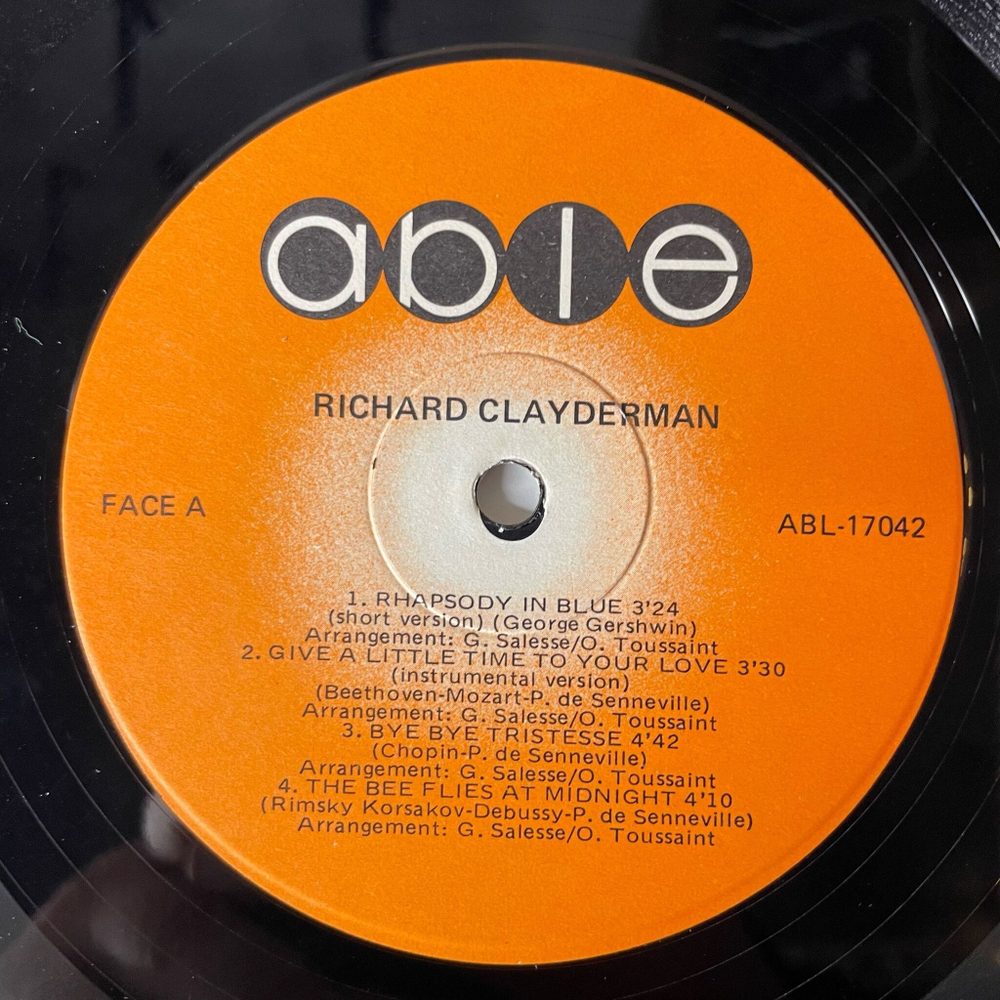 able
RICHARD CLAYDERMAN
FACE A
ABL-17042
1. RHAPSODY IN BLUE 3'24
(short version) (George Gershwin)
Arrangement: G. Salesse/O. Toussaint
2. GIVE A LITTLE TIME TO YOUR LOVE 3'30
(instrumental version)
(Beethoven-Mozart-P. de Senneville)
Arrangement: G. Salesse/O. Toussaint
3. BYE BYE TRISTESSE 4'42
(Chopin-P. de Senneville)
Arrangement: G. Salesse/O. Toussaint
4. THE BEE FLIES AT MIDNIGHT 4'10
(Rimsky Korsakov-Debussy-P. de Senneville)
Arrangement: G. Salesse/O. Toussaint